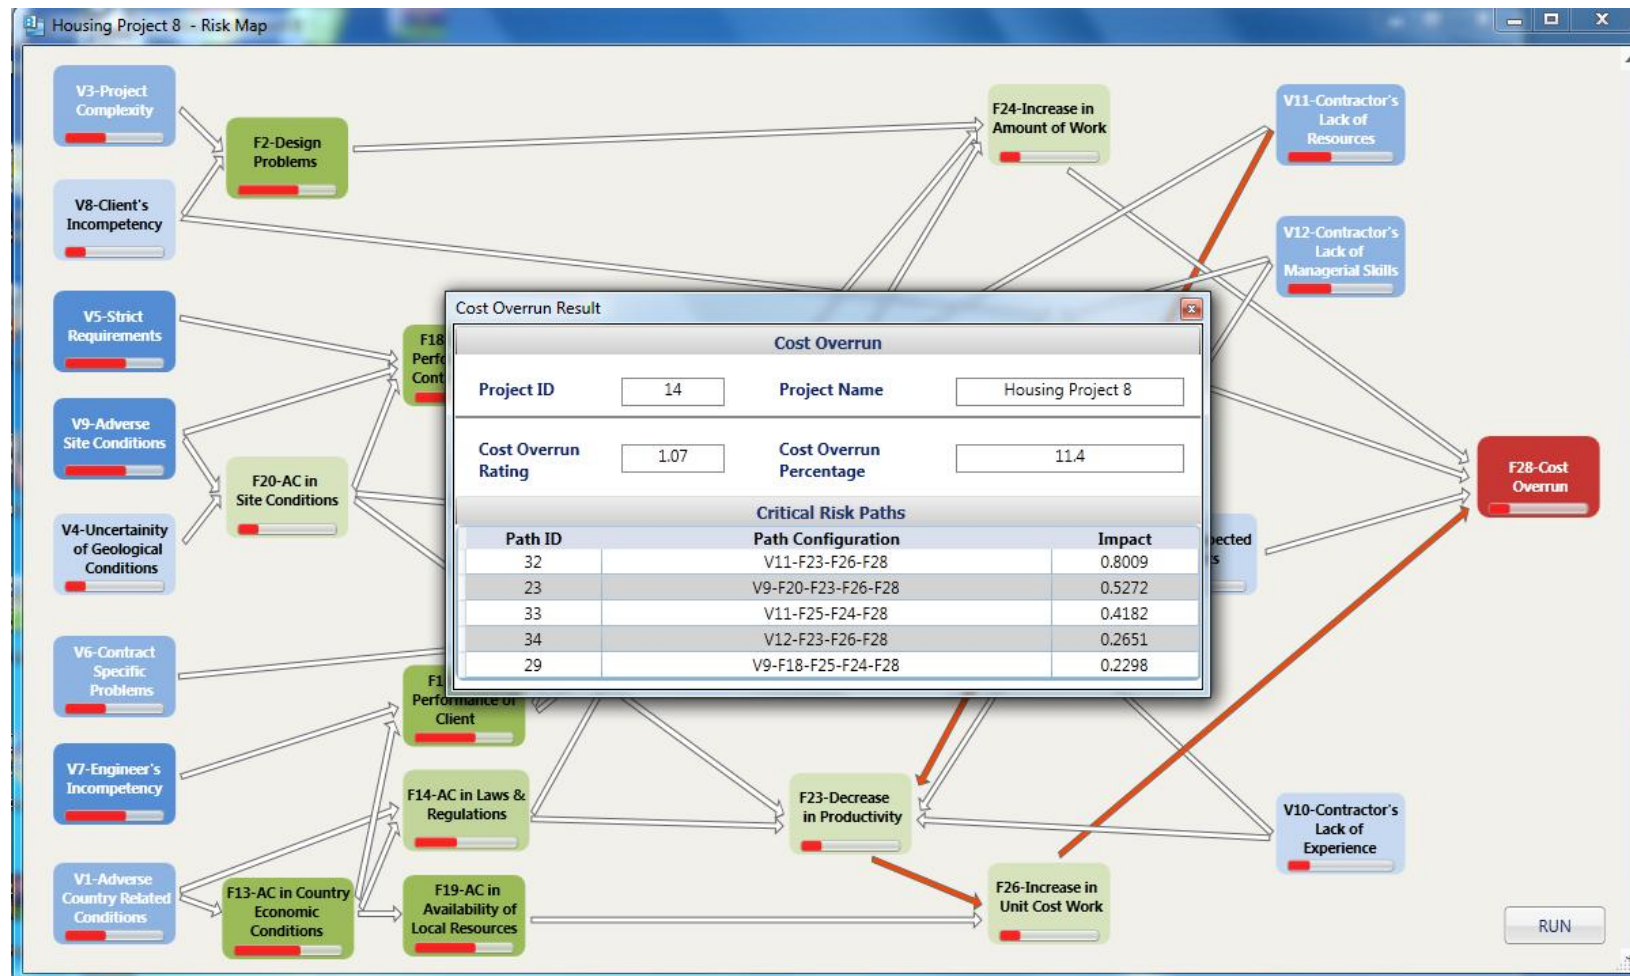 Housing Project 8 - Risk Map
V3-Project
Complexity
F2-Design
Problems
V8-Client's
Incompetency
F24-Increase in
Amount of Work
V11-Contractor's
Lack of
Resources
V12-Contractor's
Lack of
Managerial Skills
V5-Strict
Requirements
F18
V9-Adverse
Site Conditions
F20-AC in
Site Conditions
V4-Uncertainity
of Geological
Conditions
Cost Overrun Result
Cost Overrun
Project ID
14
Project Name
Housing Project 8
Cost Overrun
Rating
1.07
Cost Overrun
Percentage
11.4
Critical Risk Paths
Path ID Path Configuration Impact
32 V11-F23-F26-F28 0.8009
23 V9-F20-F23-F26-F28 0.5272
33 V11-F25-F24-F28 0.4182
34 V12-F23-F26-F28 0.2651
29 V9-F18-F25-F24-F28 0.2298
F28-Cost
Overrun
V6-Contract
Specific
Problems
Performance of
Client
V7-Engineer's
Incompetency
F14-AC in Laws &
Regulations
F23-Decrease
in Productivity
V10-Contractor's
Lack of
Experience
V1-Adverse
Country Related
Conditions
F13-AC in Country
Economic
Conditions
F19-AC in
Availability of
Local Resources
F26-Increase in
Unit Cost Work
RUN